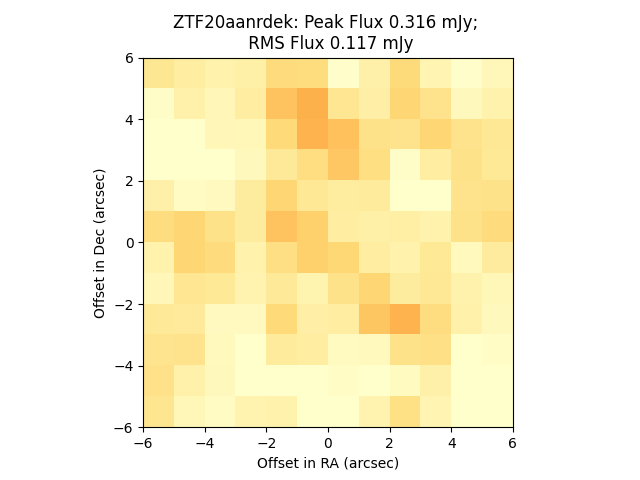 ZTF20aanrdek: Peak Flux 0.316 mJy;
RMS Flux 0.117 mJy
6
4
2
0
−2
−4
−6
Offset in Dec (arcsec)
−6 −4 −2 0 2 4 6
Offset in RA (arcsec)